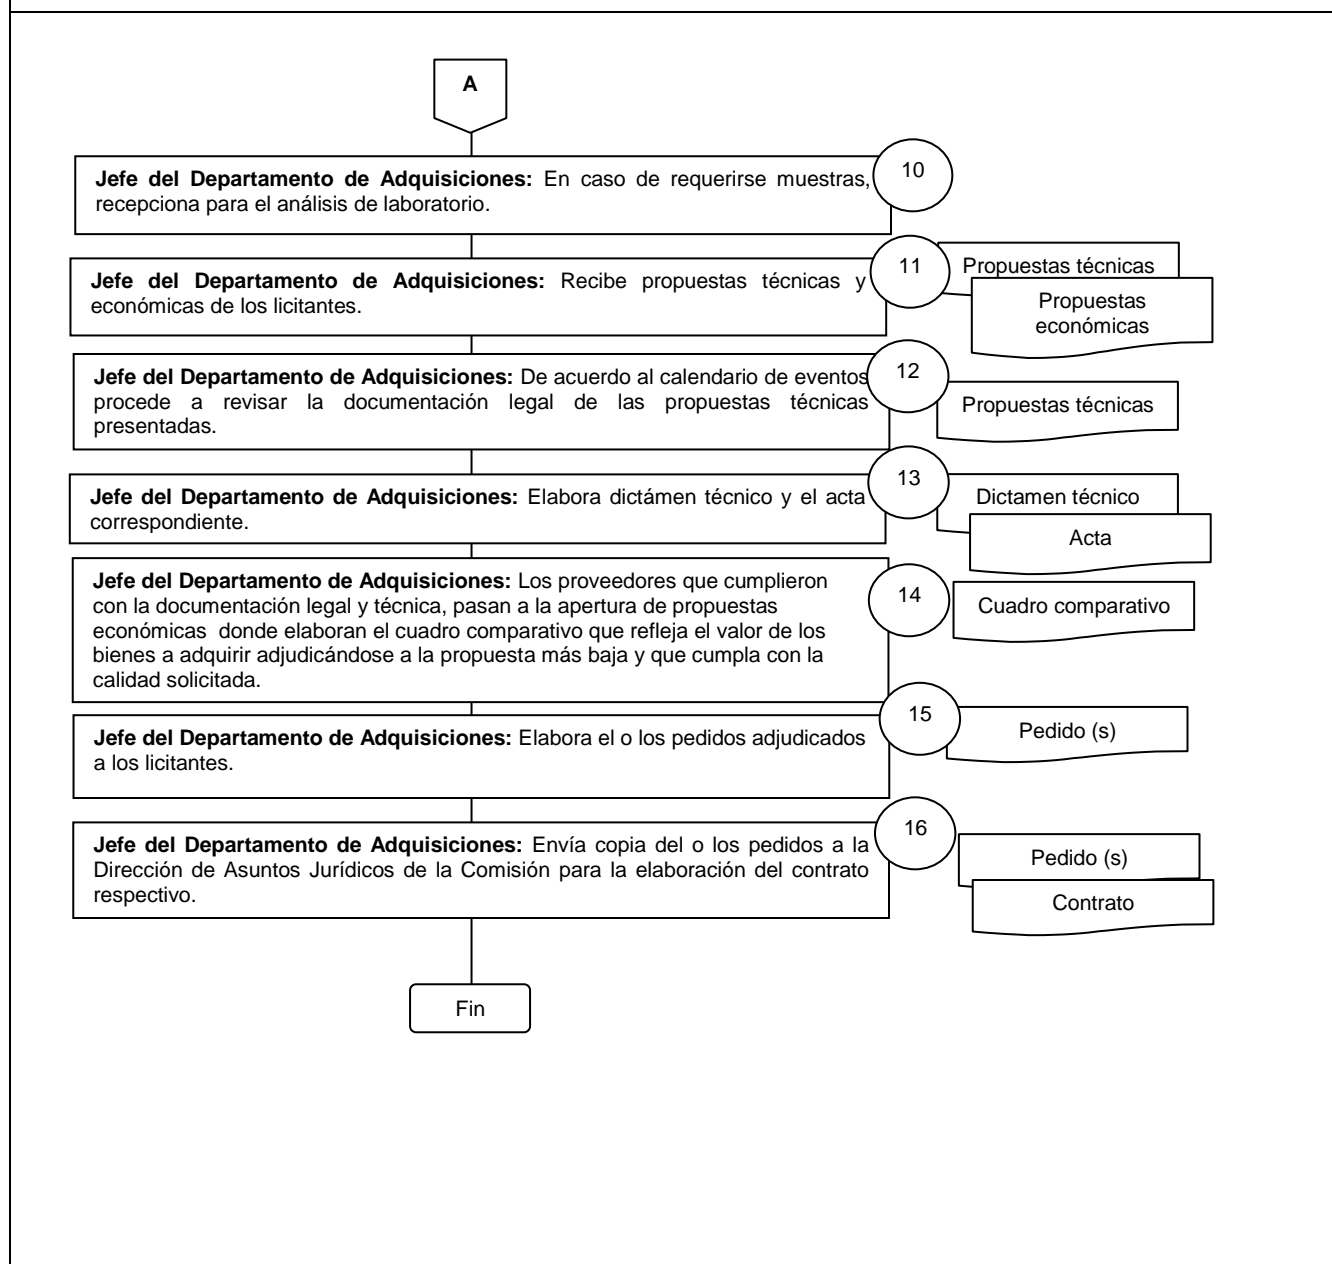 A
Jefe del Departamento de Adquisiciones: En caso de requerirse muestras,
recepciona para el análisis de laboratorio.
10
Jefe del Departamento de Adquisiciones: Recibe propuestas técnicas y
económicas de los licitantes.
11
Propuestas técnicas
Propuestas
económicas
Jefe del Departamento de Adquisiciones: De acuerdo al calendario de eventos
procede a revisar la documentación legal de las propuestas técnicas
presentadas.
12
Propuestas técnicas
Jefe del Departamento de Adquisiciones: Elabora dictámen técnico y el acta
correspondiente.
13
Dictamen técnico
Acta
Jefe del Departamento de Adquisiciones: Los proveedores que cumplieron
con la documentación legal y técnica, pasan a la apertura de propuestas
económicas donde elaboran el cuadro comparativo que refleja el valor de los
bienes a adquirir adjudicándose a la propuesta más baja y que cumpla con la
calidad solicitada.
14
Cuadro comparativo
Jefe del Departamento de Adquisiciones: Elabora el o los pedidos adjudicados
a los licitantes.
15
Pedido (s)
Jefe del Departamento de Adquisiciones: Envía copia del o los pedidos a la
Dirección de Asuntos Jurídicos de la Comisión para la elaboración del contrato
respectivo.
16
Pedido (s)
Contrato
Fin